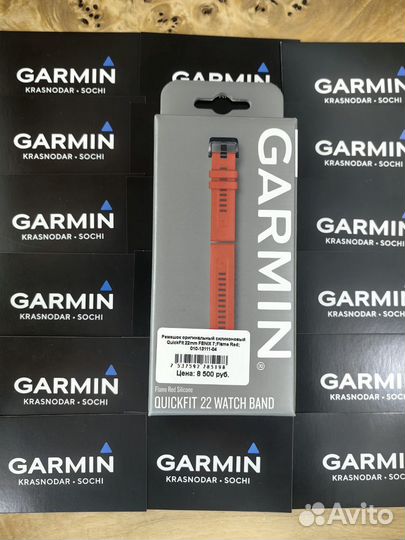 GARMIN
KRASNODAR • SOCHI
GARMIN
GARMIN
KRASNODAR • SOCHI
GARMIN
KRASNODAR • SOCHI
GARMIN
KRASNODAR • SOCHI
GARMIN
KRASNODAR • SOCHI
GARMIN
KRASNODAR • SOCHI
GARMIN
KRASNODAR • SOCHI
GARMIN
KRASNODAR • SOCHI
GARMIN
KRASNODAR • SOCHI
GARMIN
KRASNODAR • SOCHI
GARMIN
KRASNODAR • SOCHI
GARMIN
KRASNODAR • SOCHI
GARMIN
Ремешок оригинальный силиконовый
QuickFit 22mm FENIX 7;Flame Red;
010-13111-04
7 537592 785198
Цена: 8 500 руб.
Flame Red Silicone
QUICKFIT 22 WATCH BAND
GARMIN
KRASNODAR • SOCHI
Avito